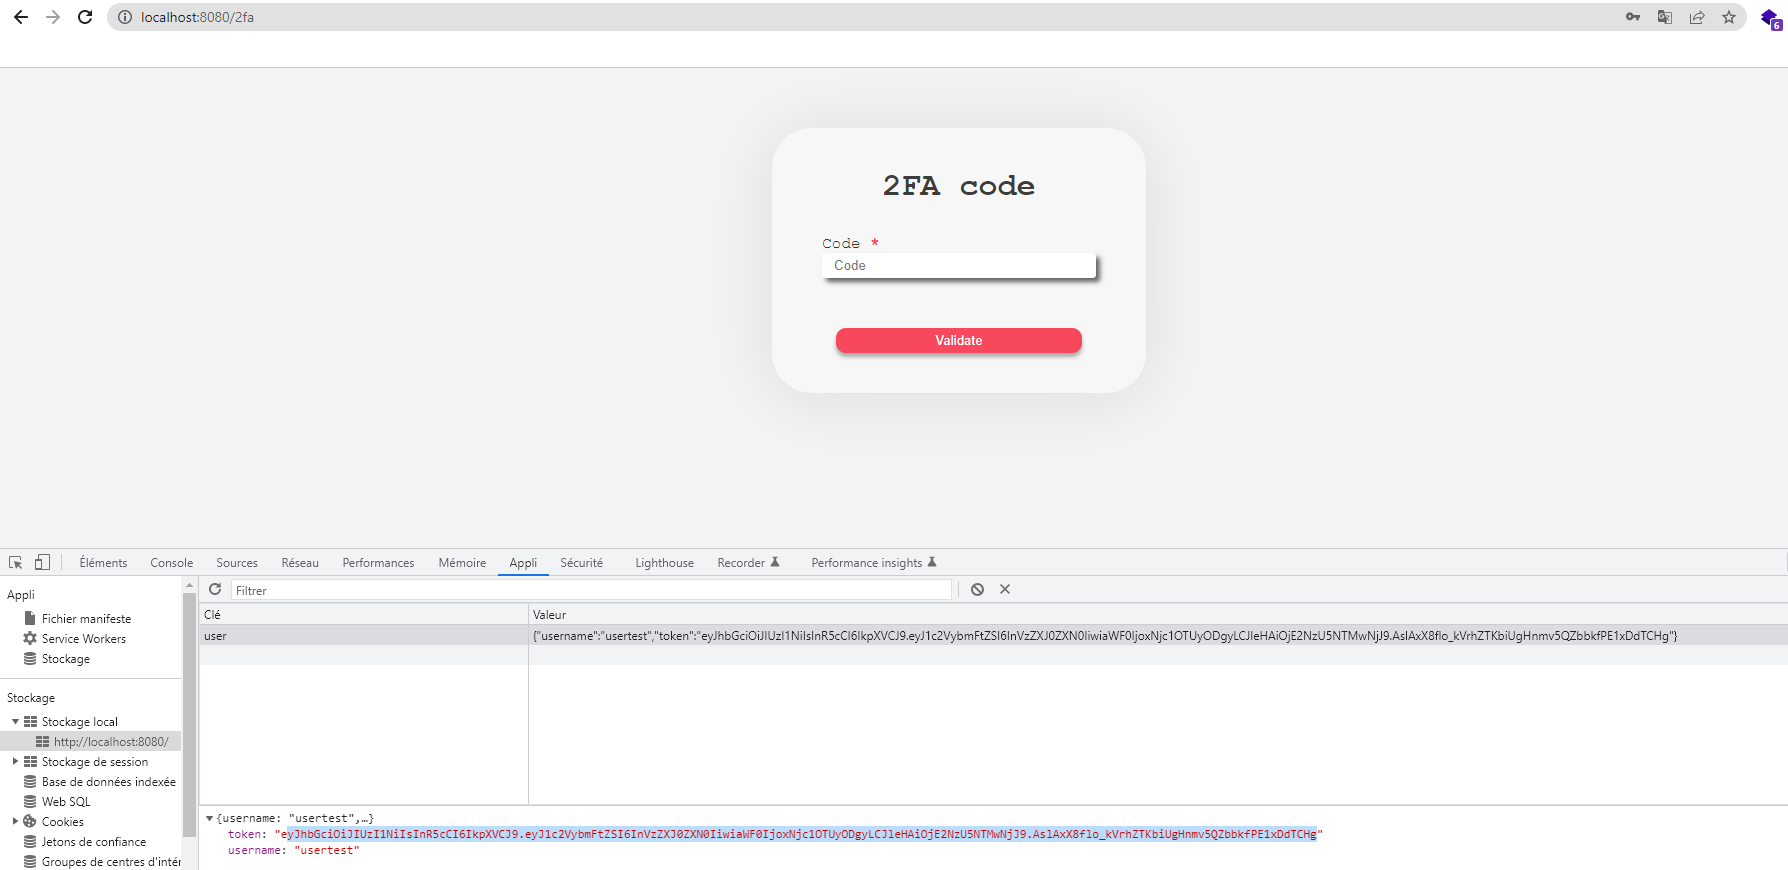 localhost:8080/2fa
6
2FA code
Code *
Code
Validate
Éléments Console Sources Réseau Performances Mémoire Appli Sécurité Lighthouse Recorder Performance insights
Appli
Filtrer
Fichier manifeste
Service Workers
Stockage
Clé Valeur
user {"username":"usertest","token":"eyJhbGciOiJIUzI1NiIsInR5cCI6IkpXVCJ9.eyJ1c2VybmFtZSI6InVzZXJ0ZXN0IiwiaWF0IjoxNjc1OTUyODgyLCJleHAiOjE2NzU5NTMwNjJ9.AslAxX8flo_kVrhZTKbiUgHnmv5QZbbkfPE1xDdTCHg"}
Stockage
Stockage local
http://localhost:8080/
Stockage de session
Base de données indexée
Web SQL
Cookies
Jetons de confiance
Groupes de centres d'intér
{username: "usertest",…}
token: "eyJhbGciOiJIUzI1NiIsInR5cCI6IkpXVCJ9.eyJ1c2VybmFtZSI6InVzZXJ0ZXN0IiwiaWF0IjoxNjc1OTUyODgyLCJleHAiOjE2NzU5NTMwNjJ9.AslAxX8flo_kVrhZTKbiUgHnmv5QZbbkfPE1xDdTCHg"
username: "usertest"